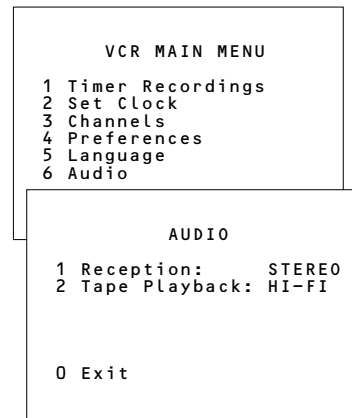 VCR MAIN MENU
1 Timer Recordings
2 Set Clock
3 Channels
4 Preferences
5 Language
6 Audio
AUDIO
1 Reception: STEREO
2 Tape Playback: HI-FI
0 Exit